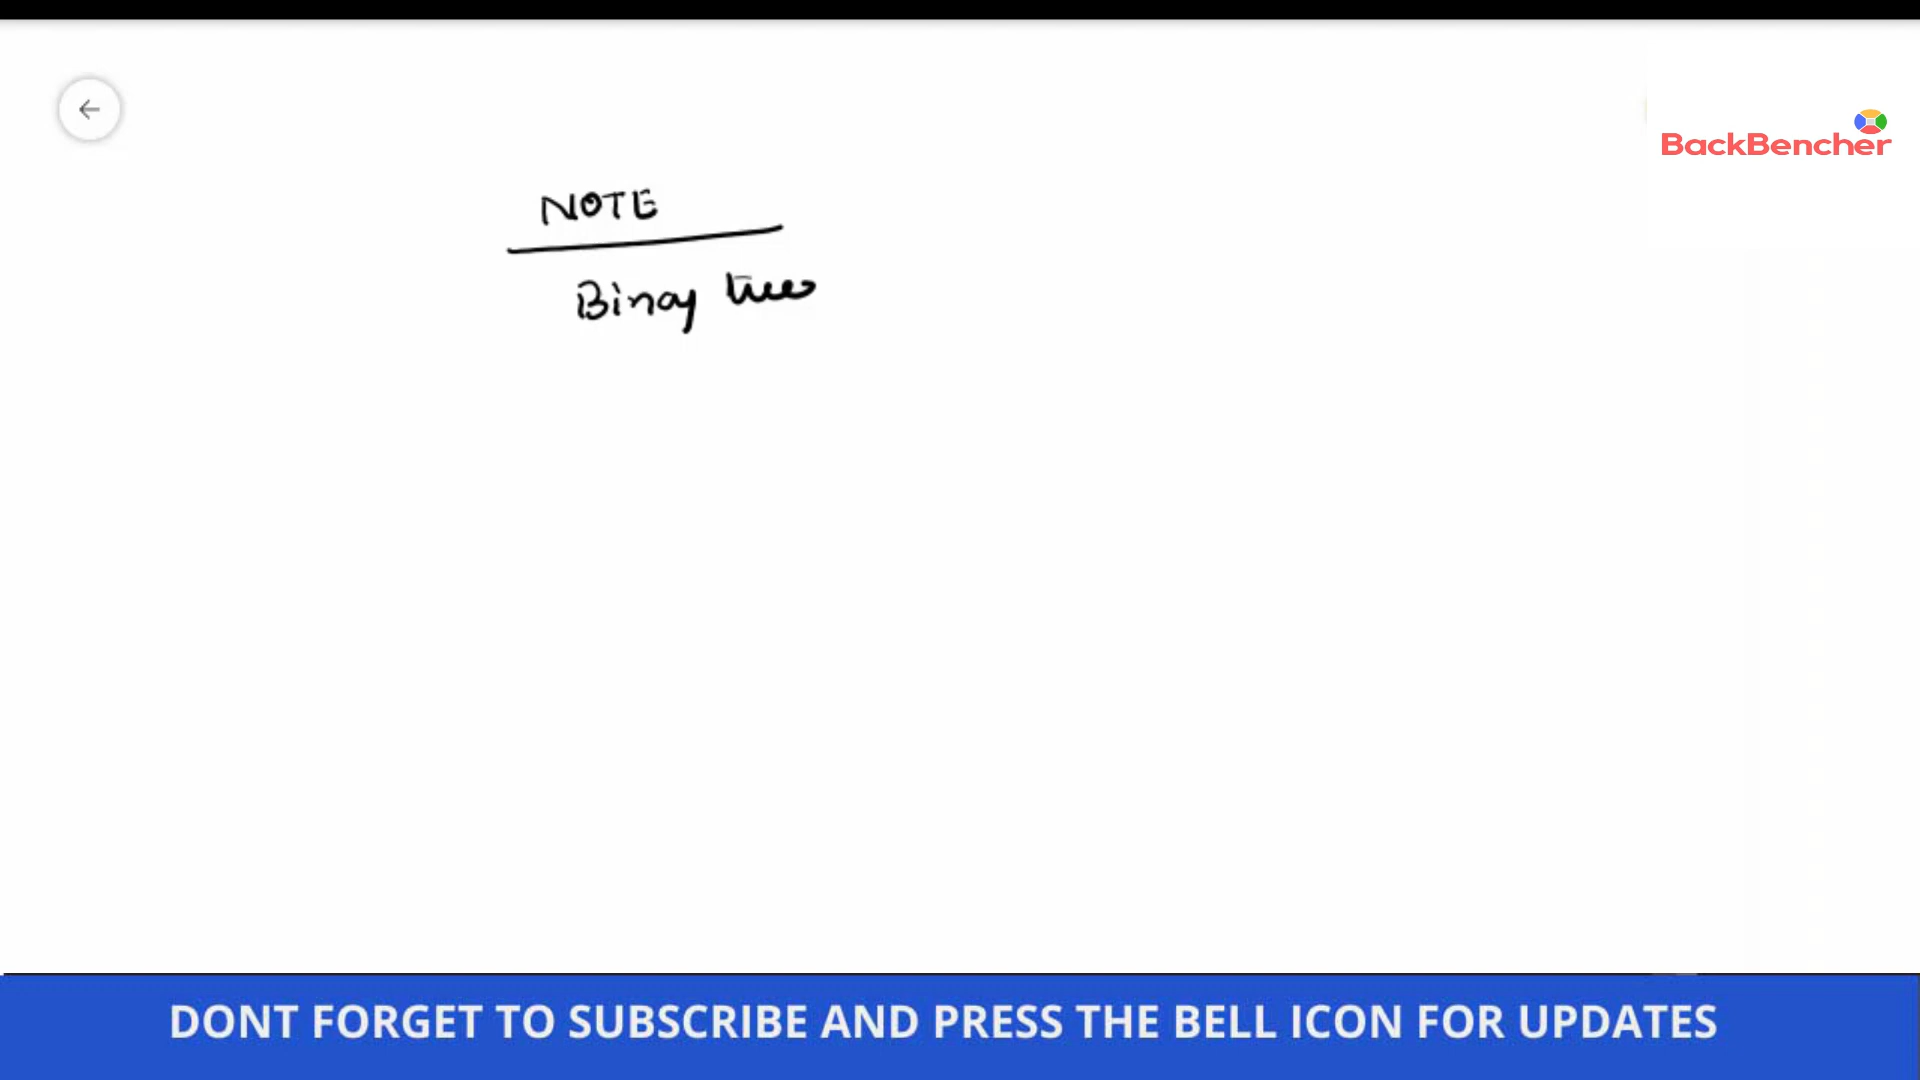 BackBencher
NOTE
Binay tree
DONT FORGET TO SUBSCRIBE AND PRESS THE BELL ICON FOR UPDATES